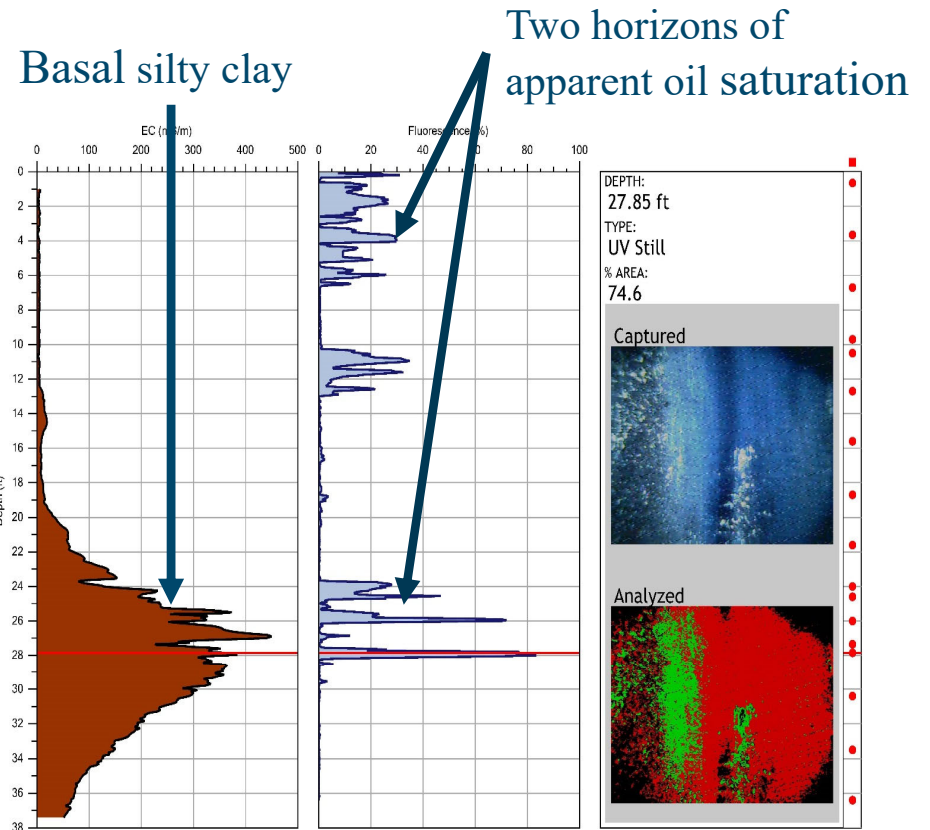 Two horizons of
apparent oil saturation
Basal silty clay
EC (mS/m)
0 100 200 300 400 500
Fluorescence (%)
0 20 40 60 80 100
0
2
4
6
8
10
12
14
16
18
20
22
24
26
28
30
32
34
36
38
DEPTH:
27.85 ft
TYPE:
UV Still
% AREA:
74.6
Captured
Analyzed